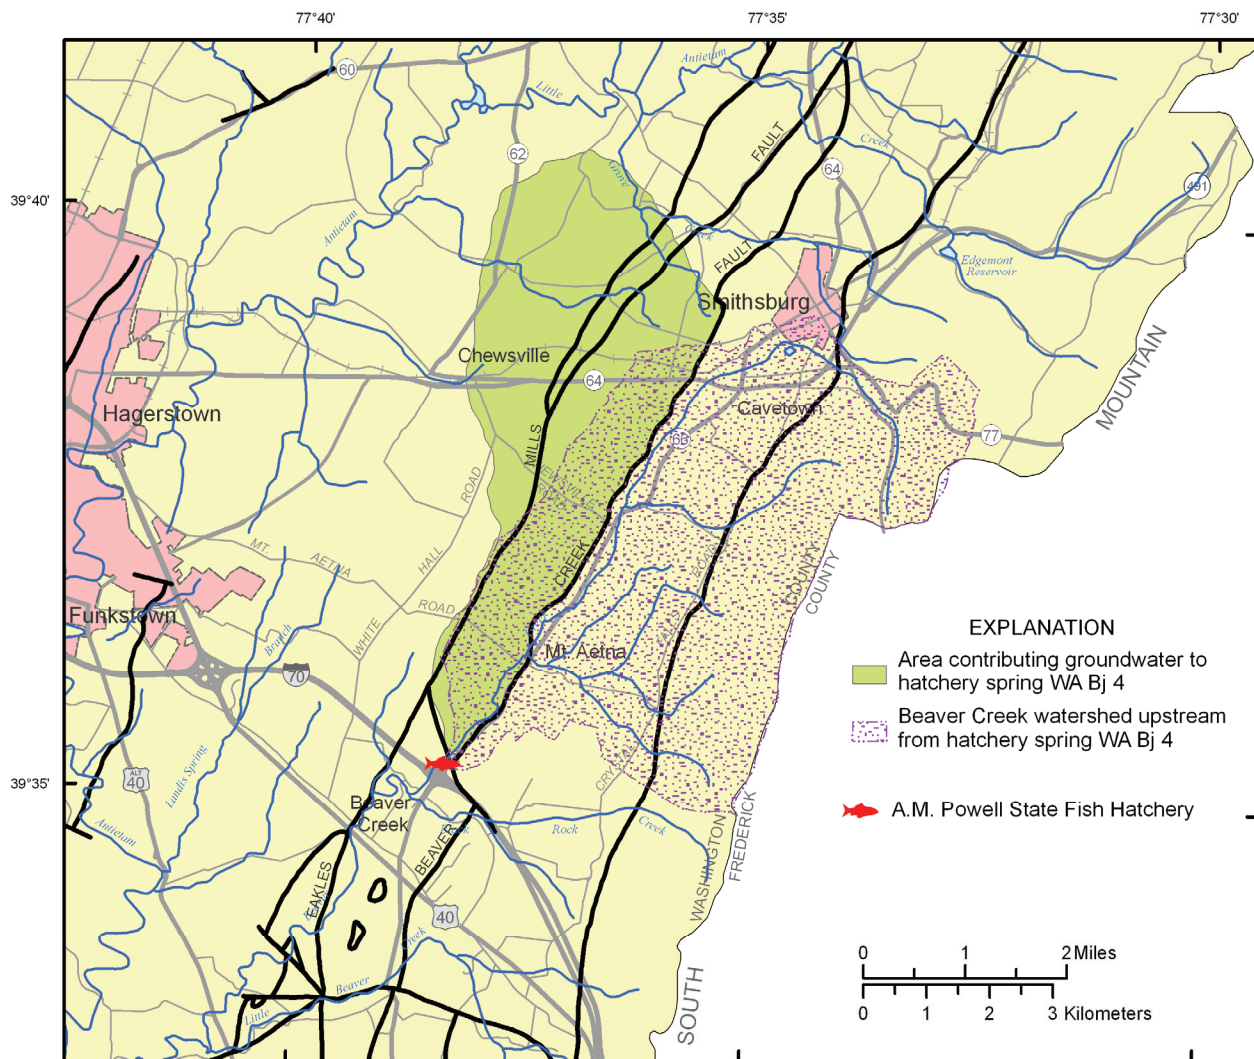 77°40'
77°35'
77°30'
60
Antietam
Little
62
FAULT
Creek
64
Grove
491
39°40'
Antietam
Creek
FAULT
Edgemont
Reservoir
Smithsburg
Chewsville
64
MOUNTAIN
Hagerstown
Cavetown
77
66
MILLS
ROAD
MT.
AETNA
HALL
CREEK
ROAD
COUNTY
COUNTY
ROAD
Funkstown
WHITE
Branch
FALLS
Mt. Aetna
70
EXPLANATION
Area contributing groundwater to
hatchery spring WA Bj 4
Beaver Creek watershed upstream
from hatchery spring WA Bj 4
A.M. Powell State Fish Hatchery
Landis Spring
ALT
40
39°35'
CRYSTAL
Beaver
Creek
Antietam
Rock
Creek
BEAVER
WASHINGTON
FREDERICK
EAKLES
40
Creek
Beaver
Little
SOUTH
0 1 2 Miles
0 1 2 3 Kilometers